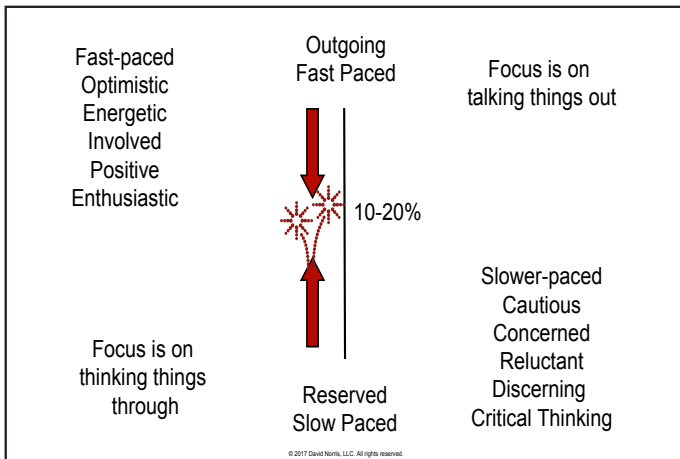 Fast-paced
Optimistic
Energetic
Involved
Positive
Enthusiastic
Outgoing
Fast Paced
Focus is on
talking things out
10-20%
Focus is on
thinking things
through
Reserved
Slow Paced
Slower-paced
Cautious
Concerned
Reluctant
Discerning
Critical Thinking
© 2017 David Norris, LLC. All rights reserved.